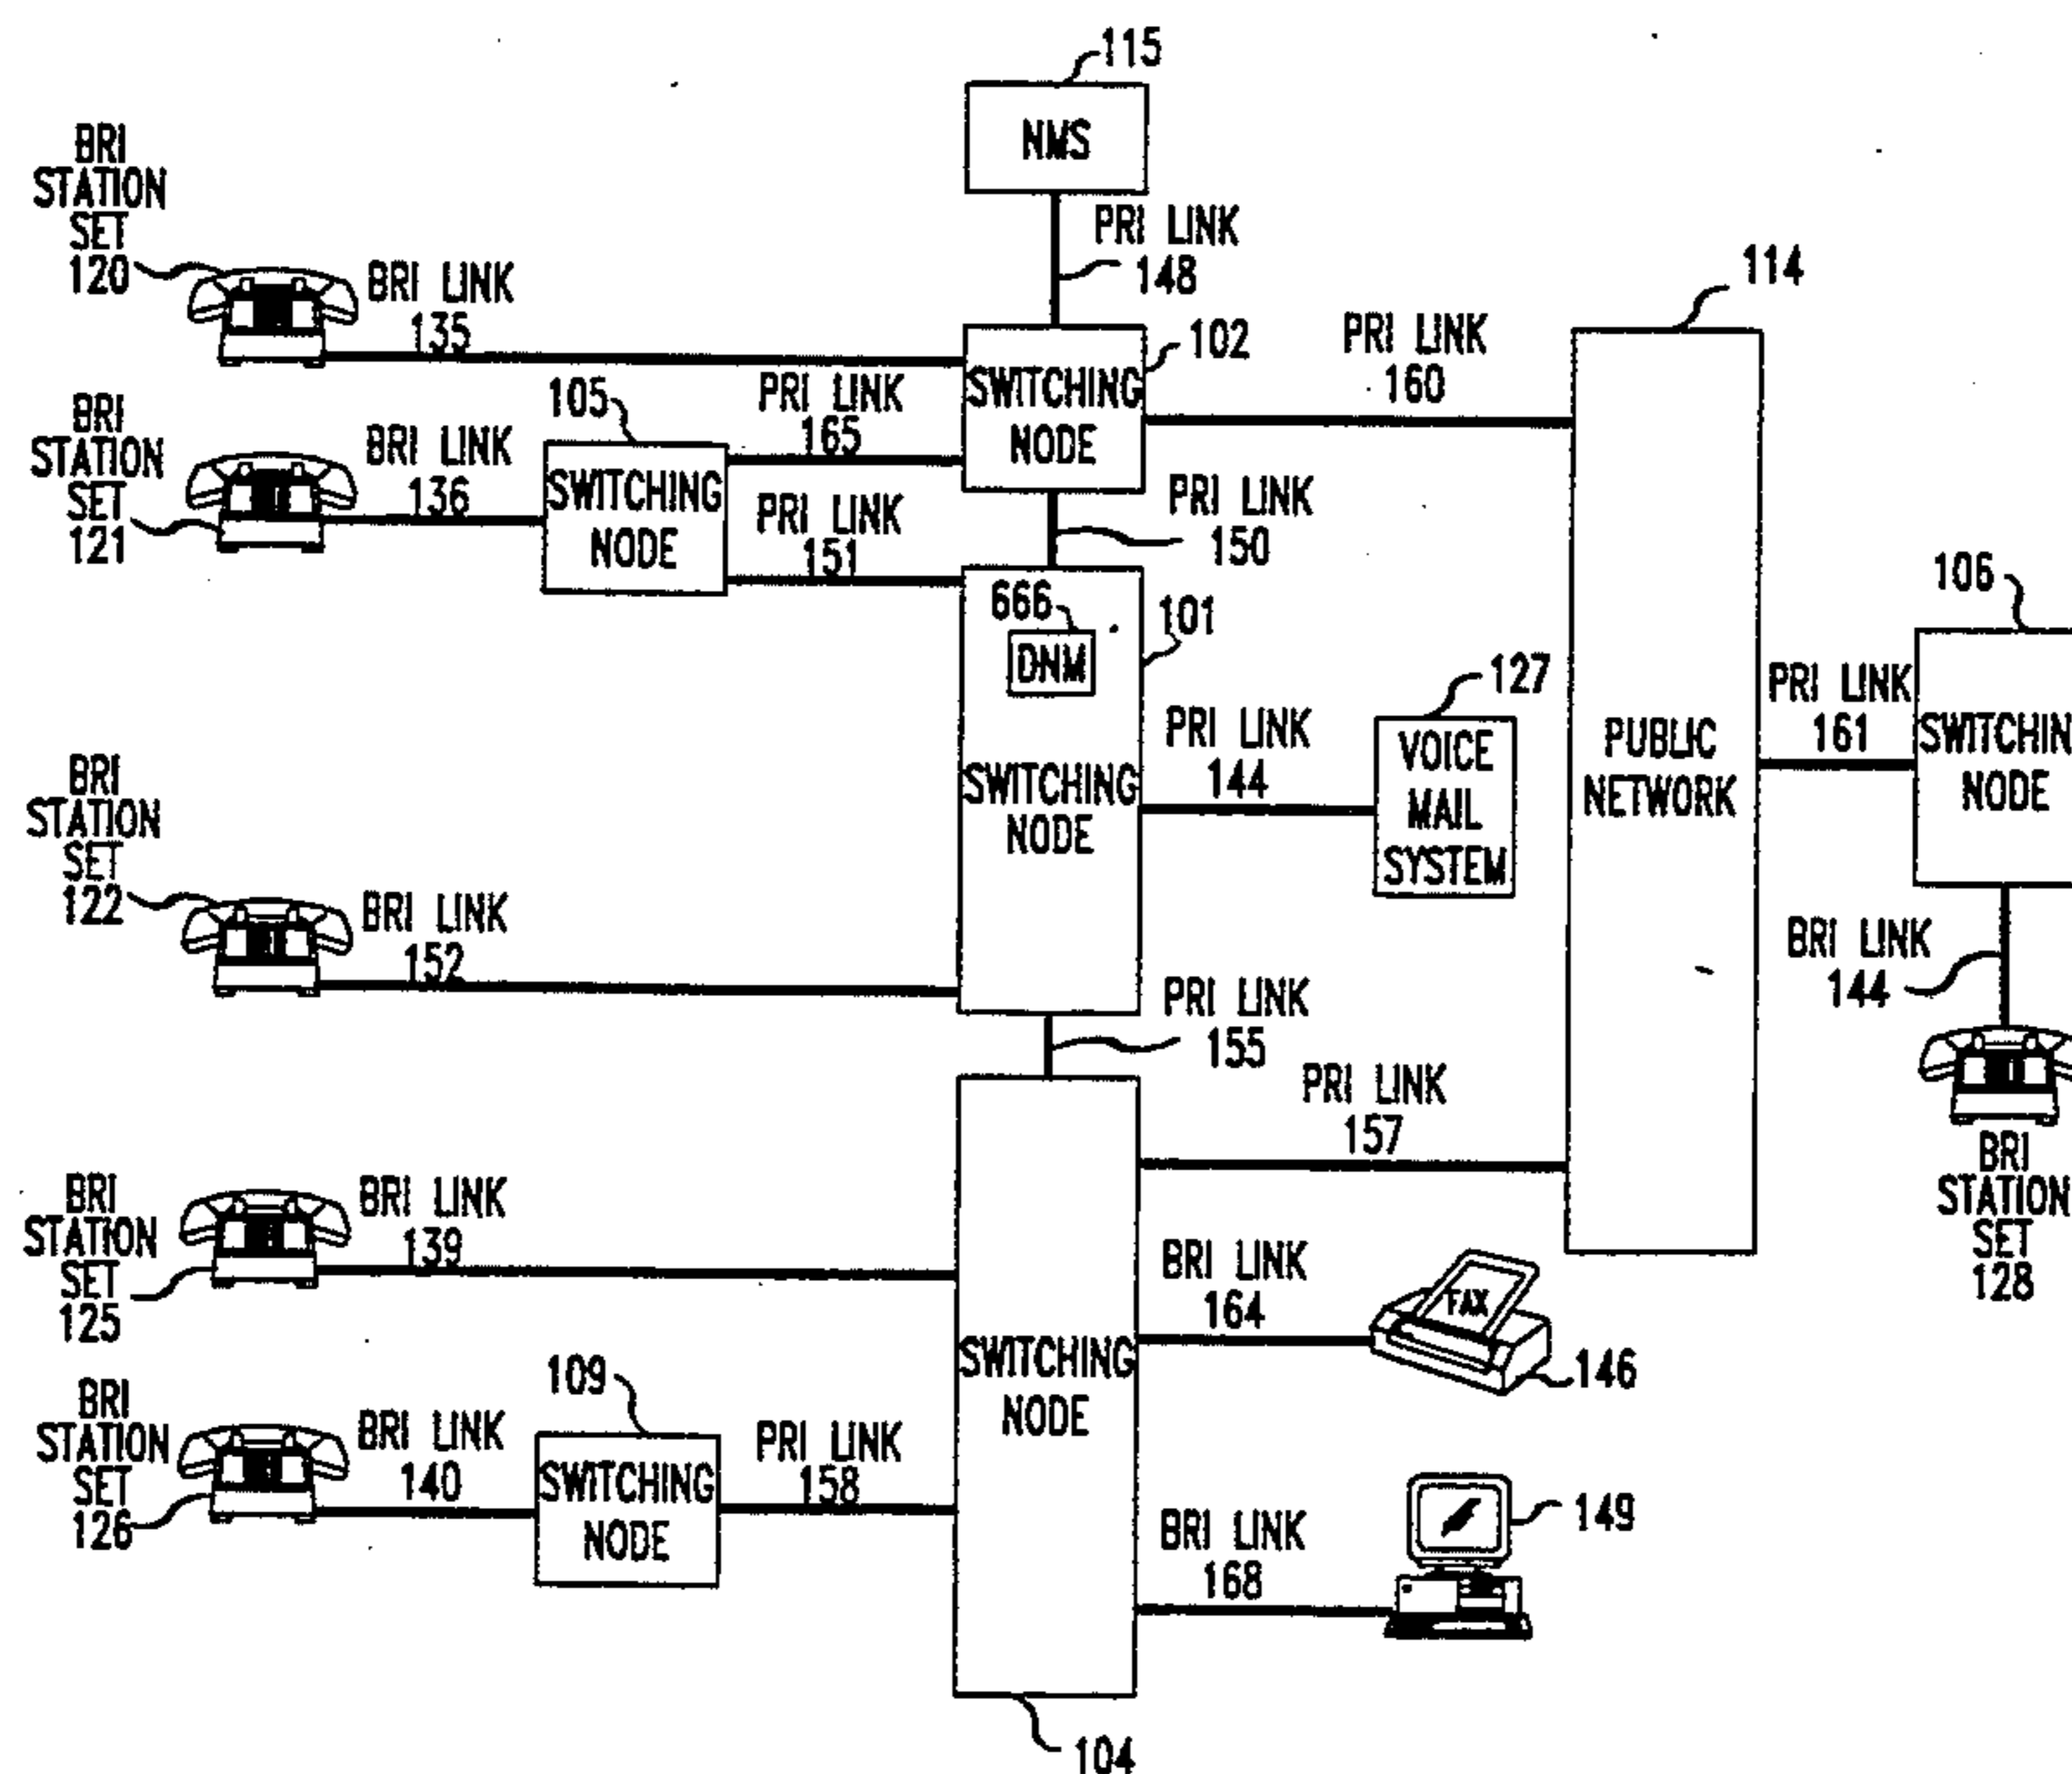 115
NMS
PRI LINK
148
BRI
STATION
SET
120
BRI LINK
135
114
102
SWITCHING
NODE
PRI LINK
160
105
PRI LINK
165
BRI
STATION
SET
121
BRI LINK
136
SWITCHING
NODE
PRI LINK
151
PRI LINK
150
666
DNM
101
SWITCHING
NODE
127
PRI LINK
144
VOICE
MAIL
SYSTEM
PUBLIC
NETWORK
106
PRI LINK
161
SWITCHIN
NODE
BRI
STATION
SET
122
BRI LINK
152
BRI LINK
144
PRI LINK
155
PRI LINK
157
BRI
STATION
SET
128
BRI
STATION
SET
125
BRI LINK
139
BRI LINK
164
FAX
146
SWITCHING
NODE
109
BRI
STATION
SET
126
BRI LINK
140
SWITCHING
NODE
PRI LINK
158
BRI LINK
168
149
104